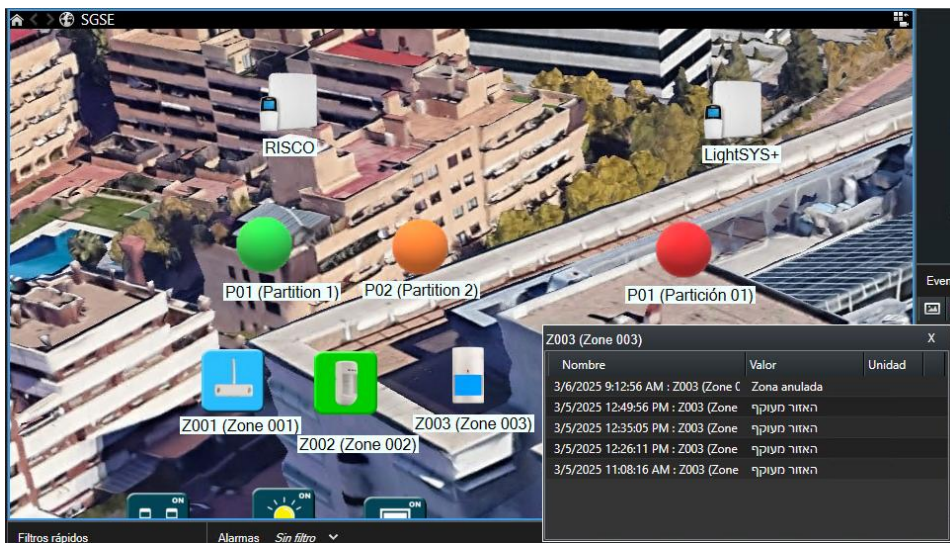 SGSE
RISCO
LightSYS+
P01 (Partition 1)
P02 (Partition 2)
P01 (Partición 01)
Even
Z001 (Zone 001)
Z002 (Zone 002)
Z003 (Zone 003)
Z003 (Zone 003) X
Nombre Valor Unidad
3/6/2025 9:12:56 AM : Z003 (Zone 0 Zona anulada
3/5/2025 12:49:56 PM : Z003 (Zone האזור מעוקף
3/5/2025 12:35:05 PM : Z003 (Zone האזור מעוקף
3/5/2025 12:26:11 PM : Z003 (Zone האזור מעוקף
3/5/2025 11:08:16 AM : Z003 (Zone האזור מעוקף
ON
ON
ON
Filtros rápidos Alarmas Sin filtro